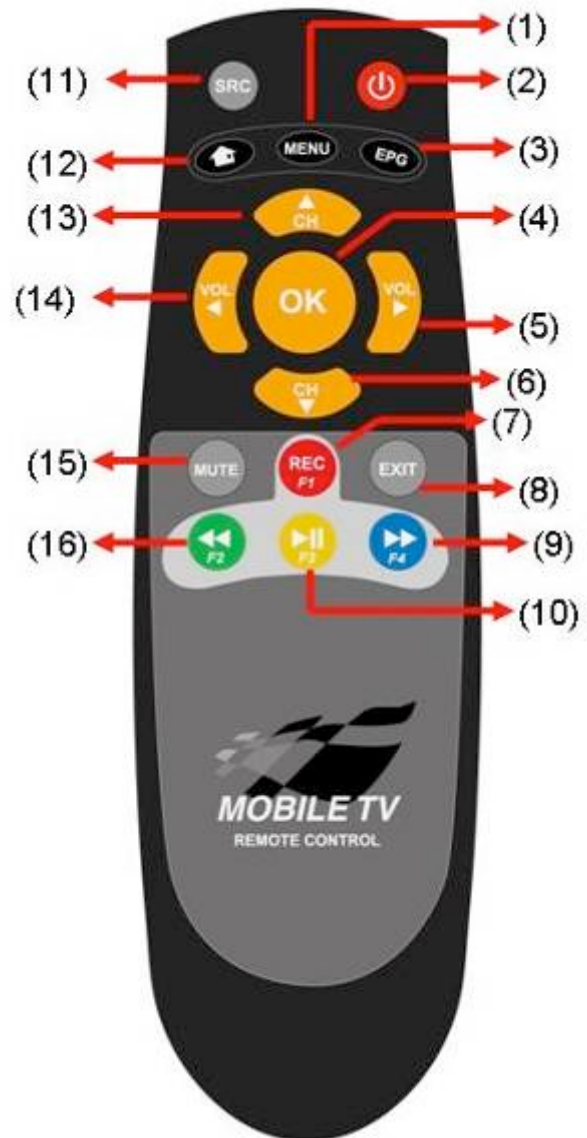 (1)
(11) SRC (2)
(12) MENU EPG (3)
(13) CH (4)
(14) VOL OK VOL (5)
CH (6)
(7)
(15) MUTE REC EXIT (8)
F1
(16) F2 F3 F4 (9)
(10)
MOBILE TV
REMOTE CONTROL